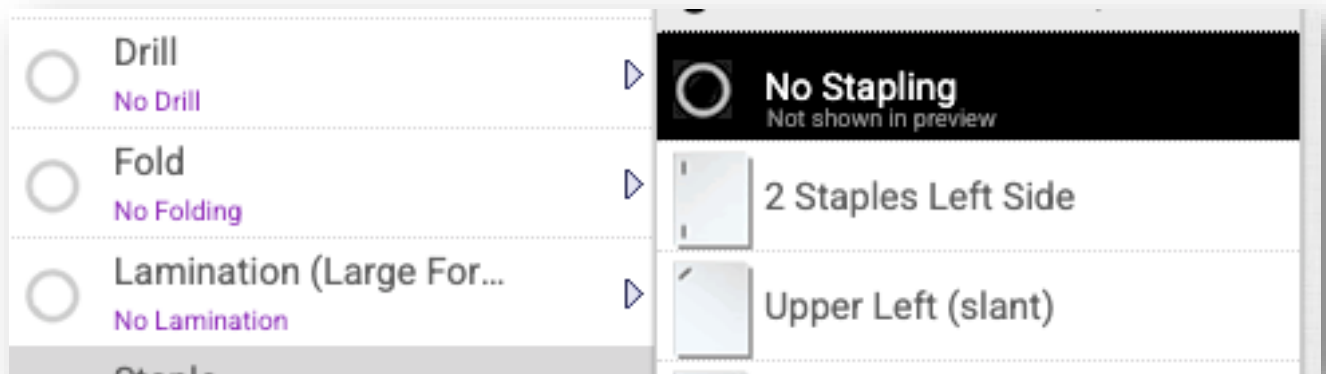 Drill
No Drill
Fold
No Folding
Lamination (Large For...
No Lamination
No Stapling
Not shown in preview
2 Staples Left Side
Upper Left (slant)